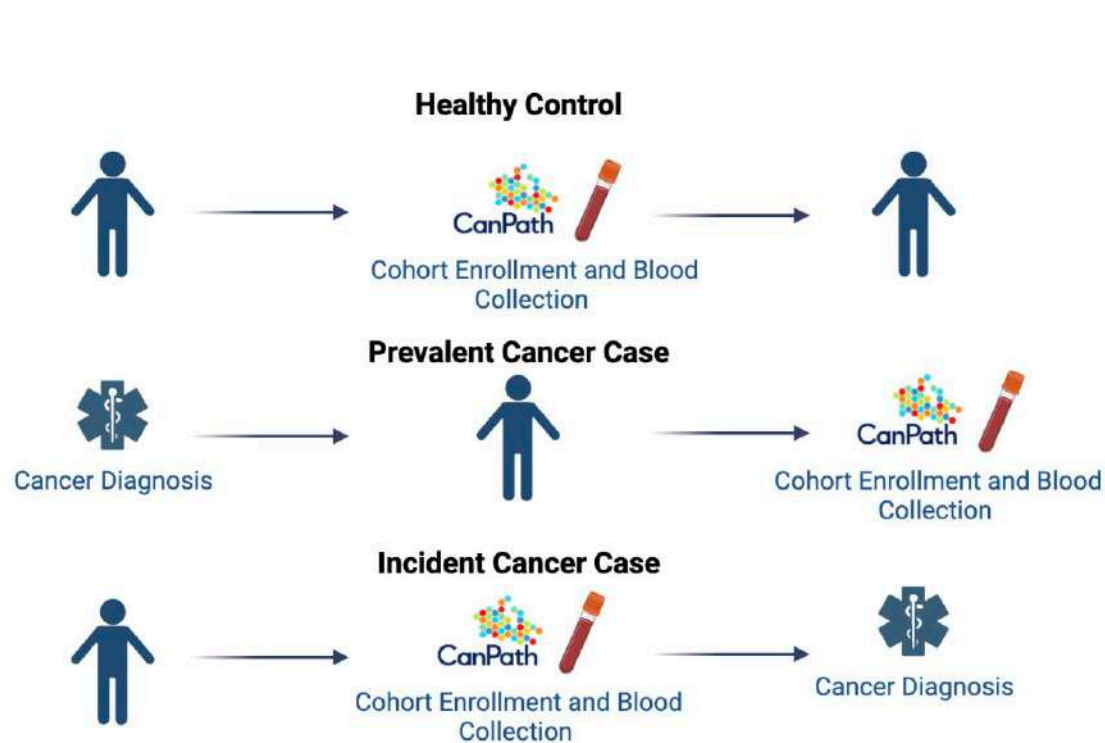 Healthy Control
CanPath
Cohort Enrollment and Blood
Collection
Prevalent Cancer Case
Cancer Diagnosis
CanPath
Cohort Enrollment and Blood
Collection
Incident Cancer Case
CanPath
Cohort Enrollment and Blood
Collection
Cancer Diagnosis